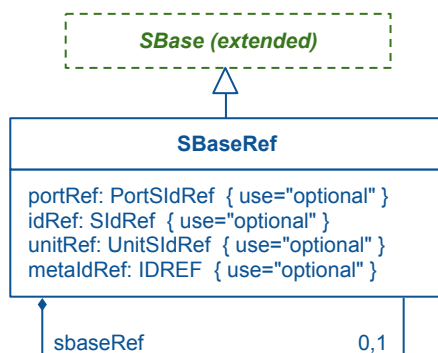 SBase (extended)
SBaseRef
portRef: PortSIdRef { use="optional" }
idRef: SIdRef { use="optional" }
unitRef: UnitSIdRef { use="optional" }
metaIdRef: IDREF { use="optional" }
sbaseRef 0,1